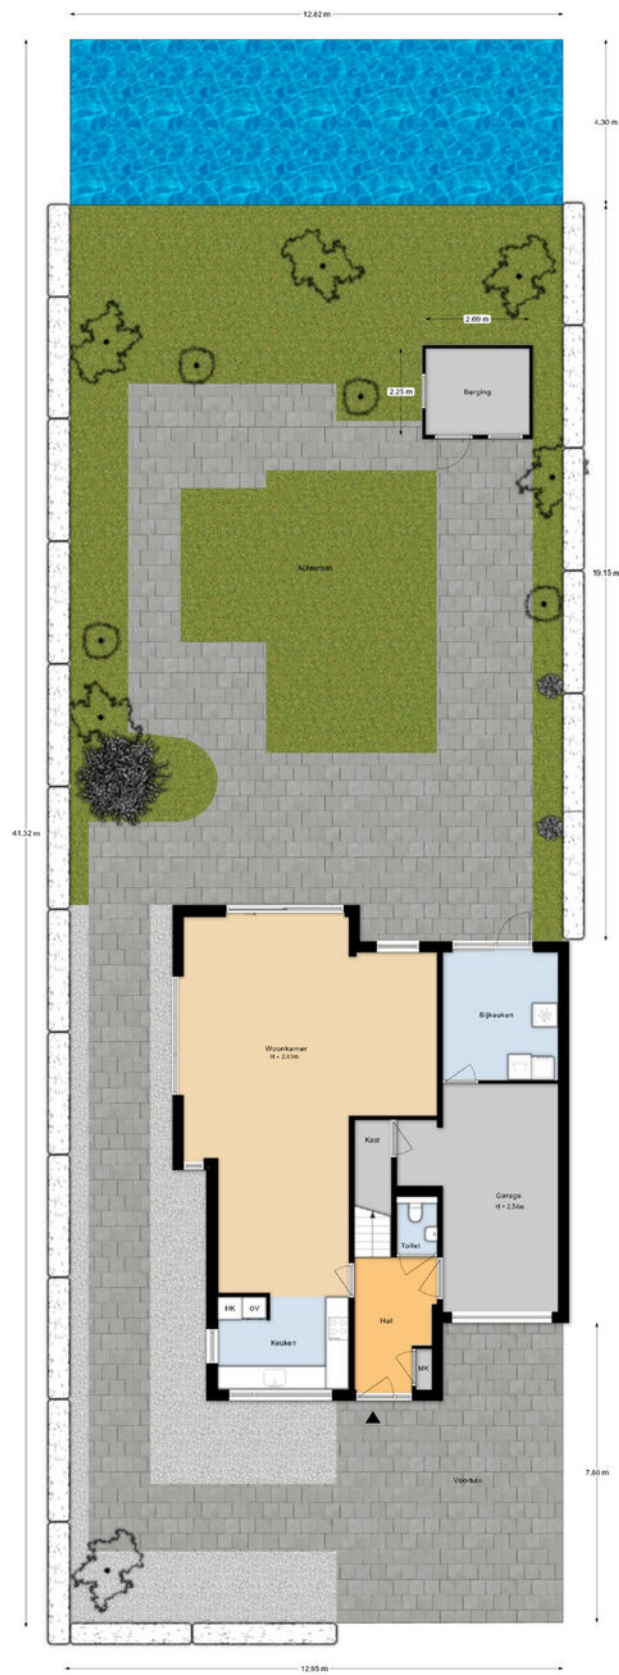 12.82 m
4.30 m
2.69 m
2.25 m
Berging
Achtertuin
19.15 m
41.32 m
Bijkeuken
Woonkamer
H = 2.63m
Kast
Garage
H = 2.54m
Toilet
HK
OV
Hal
Keuken
MK
Voortuin
7.80 m
12.95 m